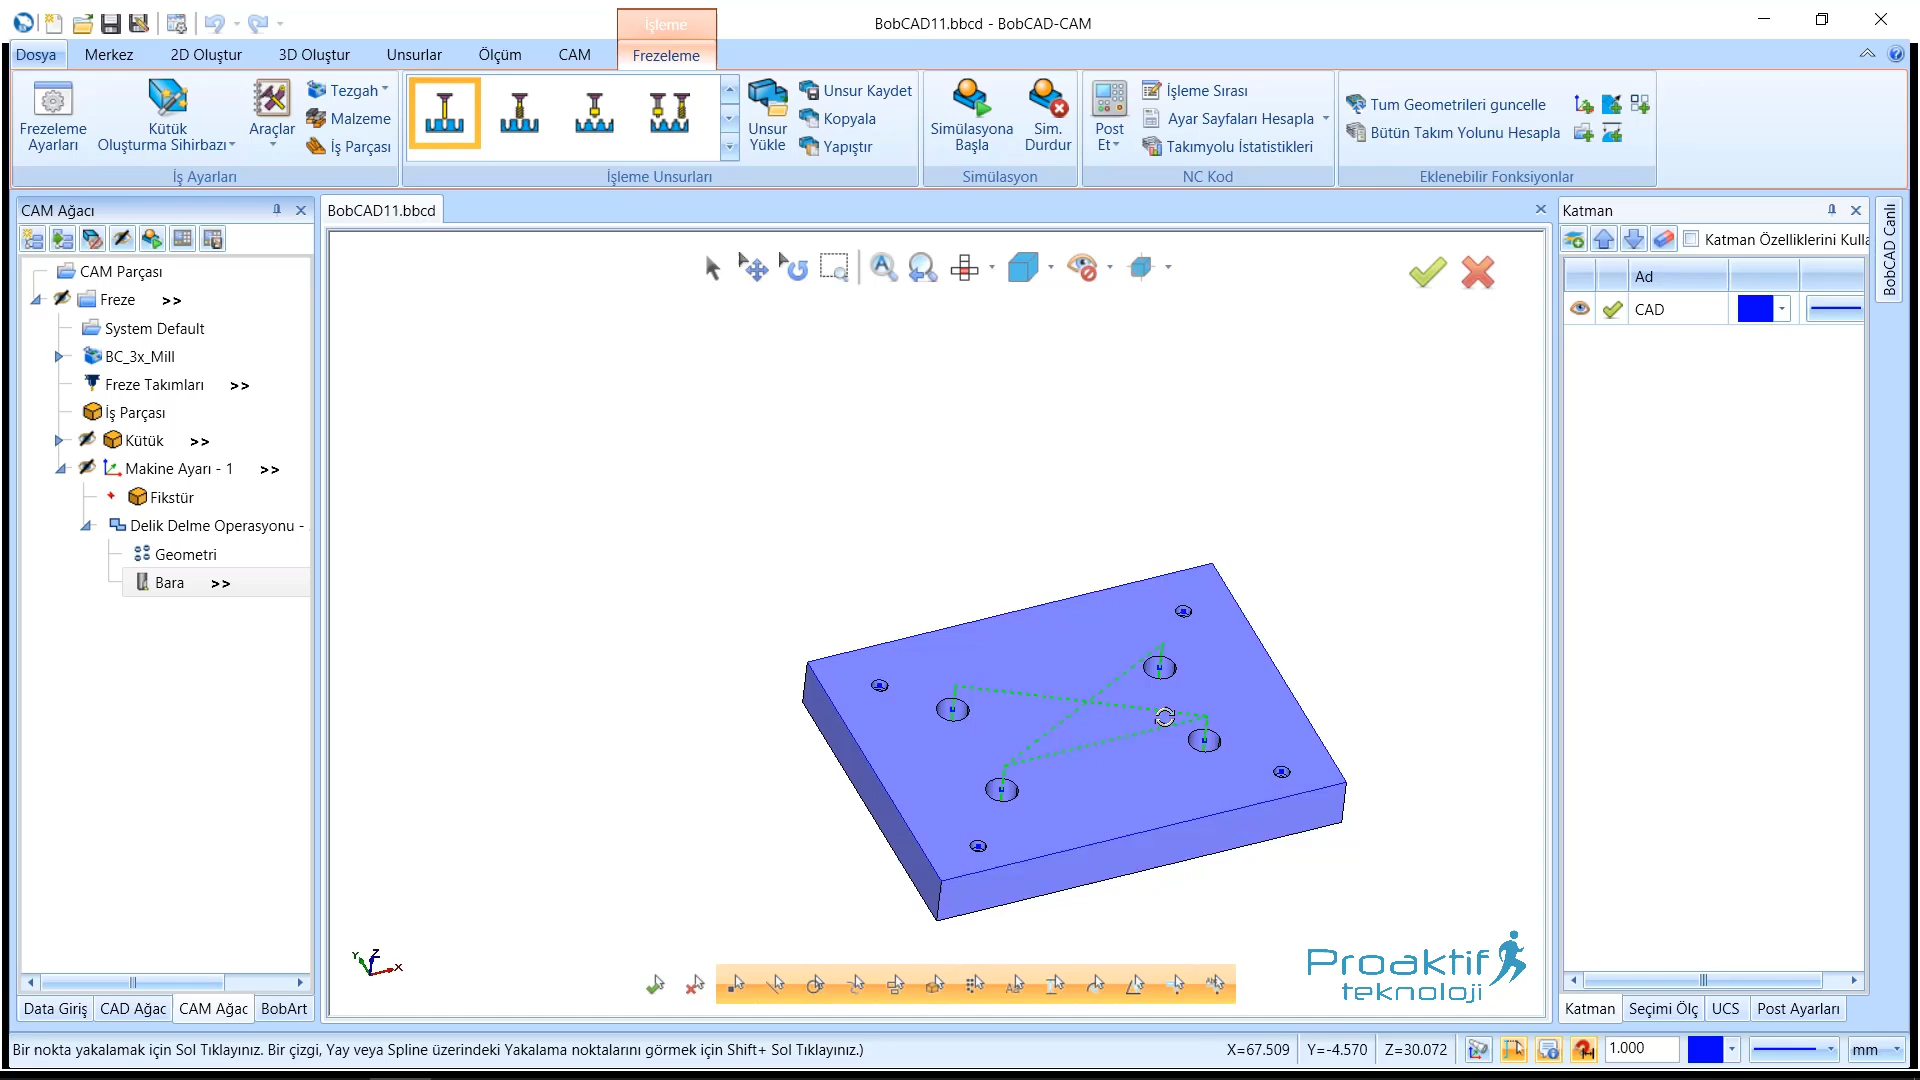 BobCAD11.bbcd - BobCAD-CAM
İşleme
Dosya Merkez 2D Oluştur 3D Oluştur Unsurlar Ölçüm CAM Frezeleme
Frezeleme Ayarları
Kütük Oluşturma Sihirbazı
Araçlar
Tezgah
Malzeme
İş Parçası
İş Ayarları
İşleme Unsurları
Unsur Yükle
Unsur Kaydet
Kopyala
Yapıştır
Simülasyona Başla
Sim. Durdur
Simülasyon
Post Et
İşleme Sırası
Ayar Sayfaları Hesapla
Takımyolu İstatistikleri
NC Kod
Tum Geometrileri guncelle
Bütün Takım Yolunu Hesapla
Eklenebilir Fonksiyonlar
CAM Ağacı
CAM Parçası
Freze >>
System Default
BC_3x_Mill
Freze Takımları >>
İş Parçası
Kütük >>
Makine Ayarı - 1 >>
Fikstür
Delik Delme Operasyonu -
Geometri
Bara >>
Data Giriş CAD Ağac CAM Ağac BobArt
BobCAD11.bbcd
Z
Y
X
Proaktif
teknoloji
Katman
Katman Özelliklerini Kulla
Ad
CAD
BobCAD Canlı
Katman Seçimi Ölç UCS Post Ayarları
Bir nokta yakalamak için Sol Tıklayınız. Bir çizgi, Yay veya Spline üzerindeki Yakalama noktalarını görmek için Shift+ Sol Tıklayınız.)
X=67.509 Y=-4.570 Z=30.072 1.000 mm